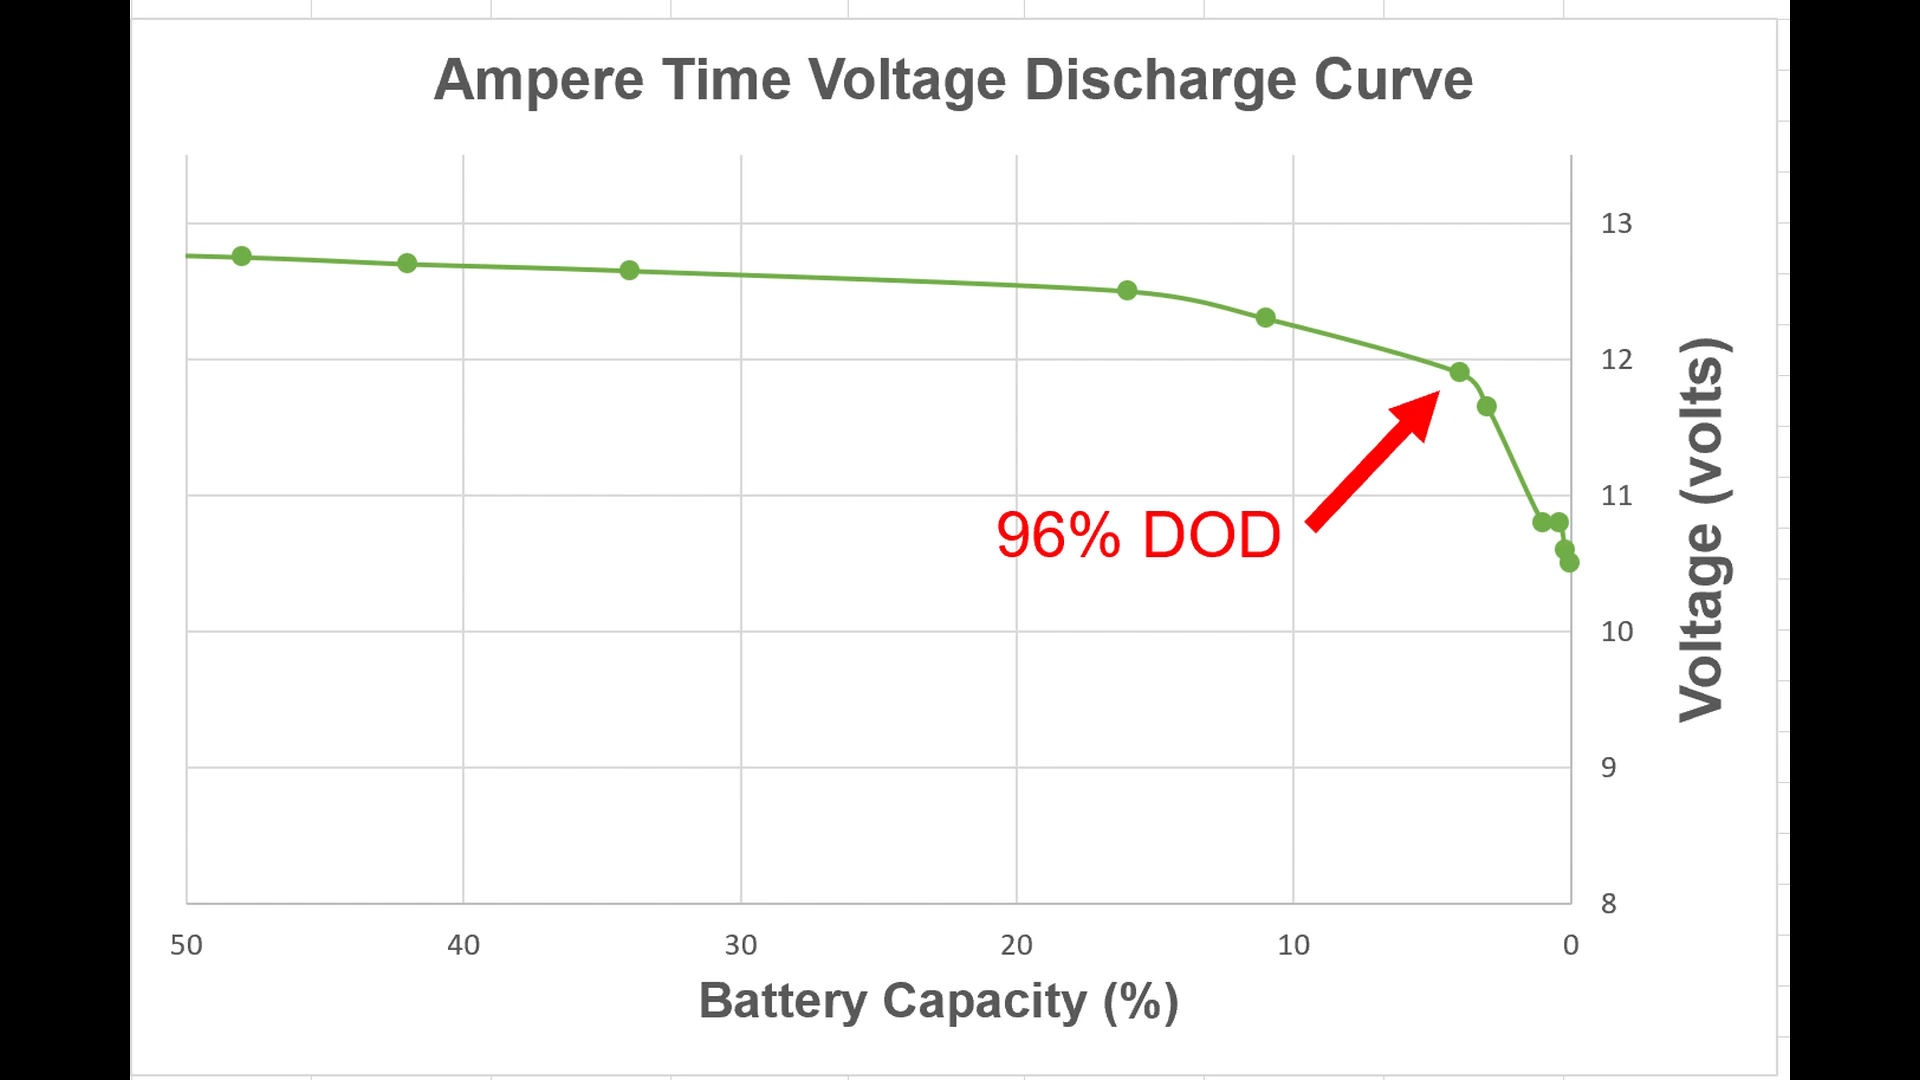 Ampere Time Voltage Discharge Curve
13
12
11
10
9
8
Voltage (volts)
96% DOD
50 40 30 20 10 0
Battery Capacity (%)